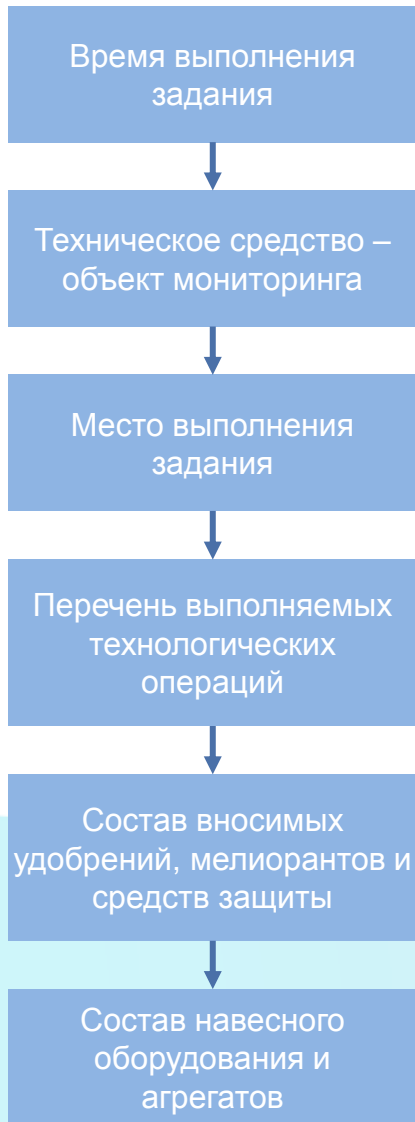 Время выполнения
задания
Техническое средство –
объект мониторинга
Место выполнения
задания
Перечень выполняемых
технологических
операций
Состав вносимых
удобрений, мелиорантов и
средств защиты
Состав навесного
оборудования и
агрегатов